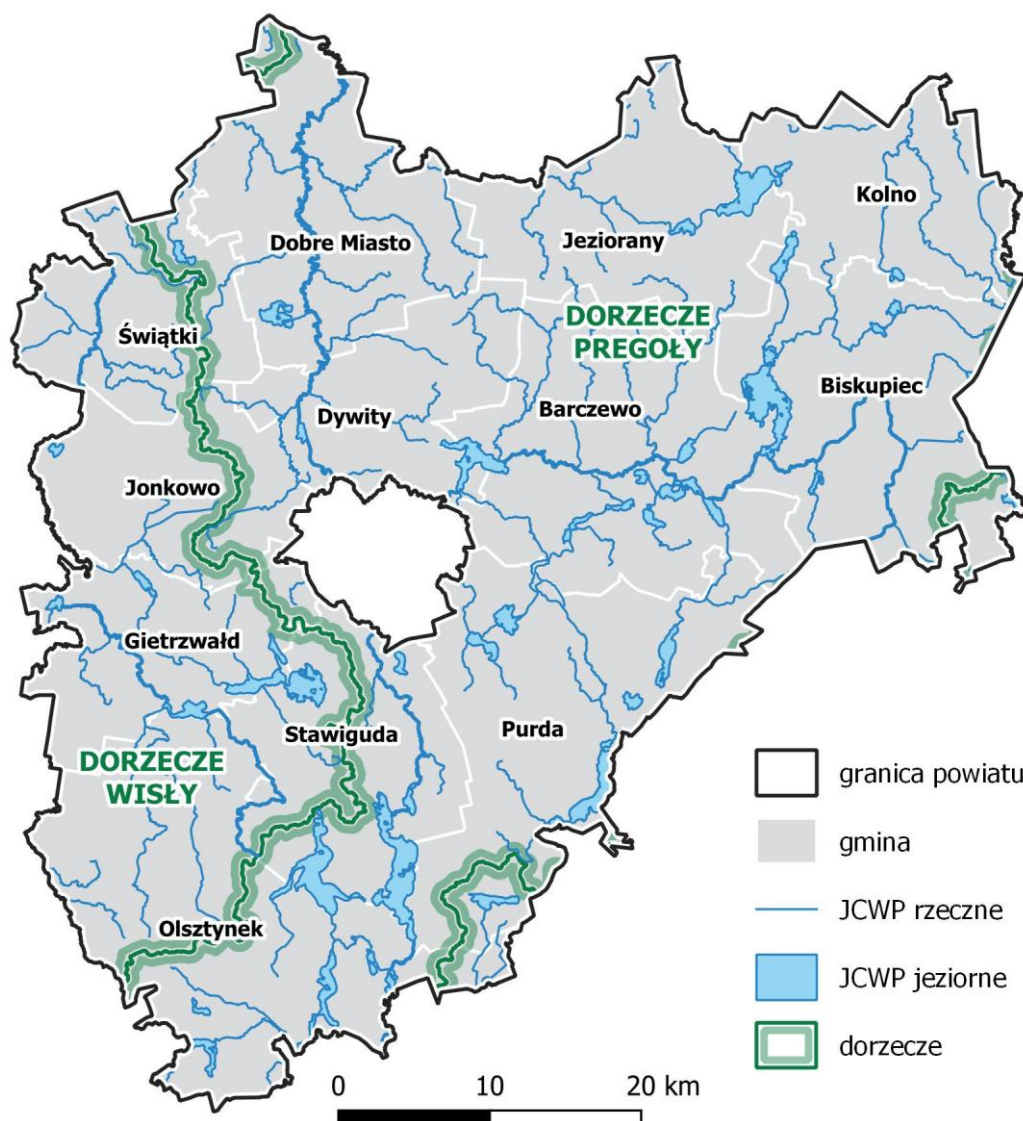 Kolno
Dobre Miasto
Jeziorany
DORZECZE
PREGOŁY
Świątki
Biskupiec
Dywity
Barczewo
Jonkowo
Gietrzwałd
Stawiguda
Purda
DORZECZE
WISŁY
Olsztynek
granica powiatu
gmina
JCWP rzeczne
JCWP jeziorne
dorzecze
0 10 20 km